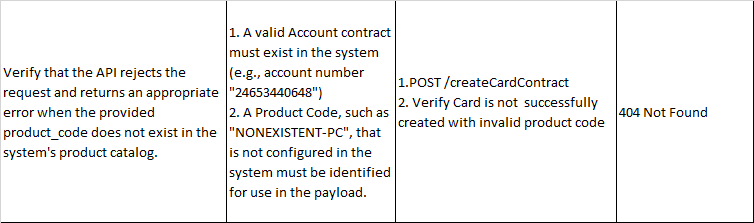 Verify that the API rejects the
request and returns an appropriate
error when the provided
product_code does not exist in the
system's product catalog.
1. A valid Account contract
must exist in the system
(e.g., account number
"24653440648")
2. A Product Code, such as
"NONEXISTENT-PC", that
is not configured in the
system must be identified
for use in the payload.
1.POST /createCardContract
2. Verify Card is not  successfully
created with invalid product code
404 Not Found